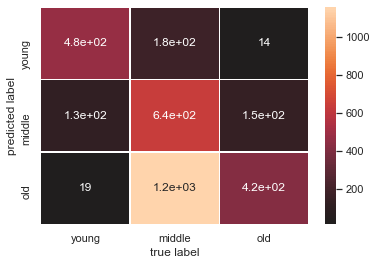 predicted label
young
middle
old
4.8e+02 1.8e+02 14
1.3e+02 6.4e+02 1.5e+02
19 1.2e+03 4.2e+02
young middle old
true label
1000
800
600
400
200